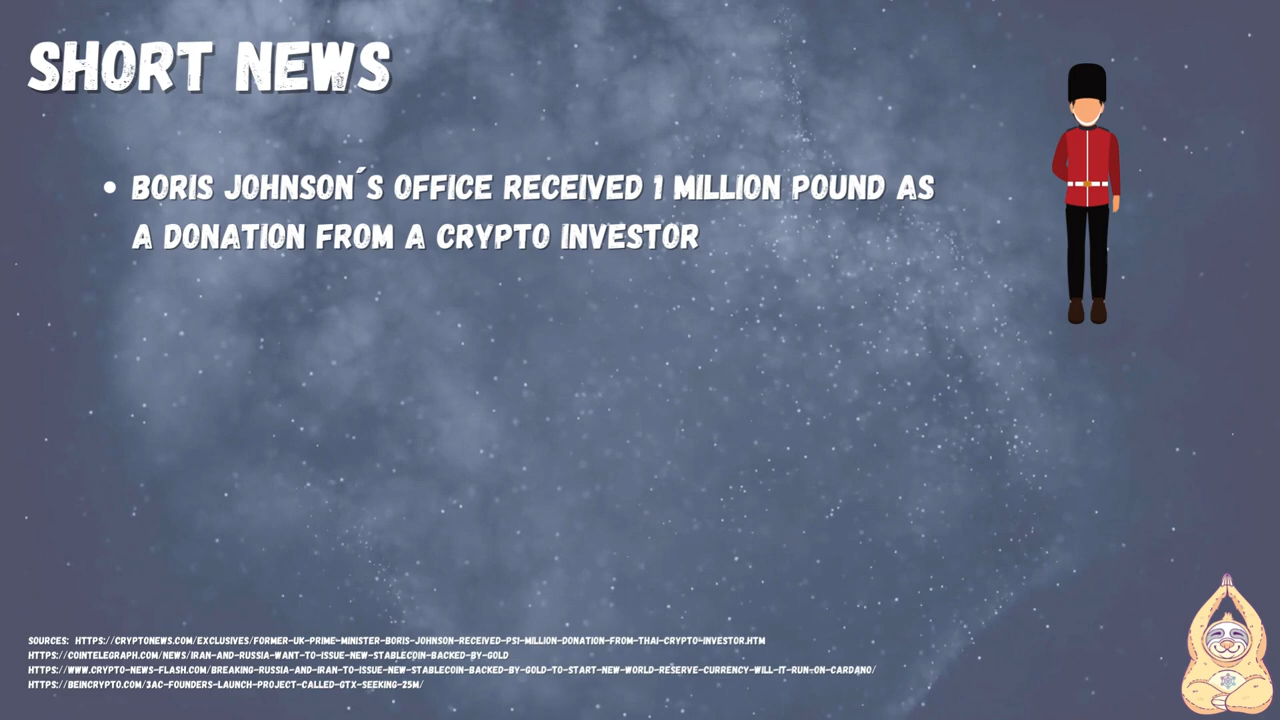 SHORT NEWS
• BORIS JOHNSON´S OFFICE RECEIVED 1 MILLION POUND AS
A DONATION FROM A CRYPTO INVESTOR
SOURCES: HTTPS://CRYPTONEWS.COM/EXCLUSIVES/FORMER-UK-PRIME-MINISTER-BORIS-JOHNSON-RECEIVED-PS1-MILLION-DONATION-FROM-THAI-CRYPTO-INVESTOR.HTM
HTTPS://COINTELEGRAPH.COM/NEWS/IRAN-AND-RUSSIA-WANT-TO-ISSUE-NEW-STABLECOIN-BACKED-BY-GOLD
HTTPS://WWW.CRYPTO-NEWS-FLASH.COM/BREAKING-RUSSIA-AND-IRAN-TO-ISSUE-NEW-STABLECOIN-BACKED-BY-GOLD-TO-START-NEW-WORLD-RESERVE-CURRENCY-WILL-IT-RUN-ON-CARDANO/
HTTPS://BEINCRYPTO.COM/3AC-FOUNDERS-LAUNCH-PROJECT-CALLED-GTX-SEEKING-25M/